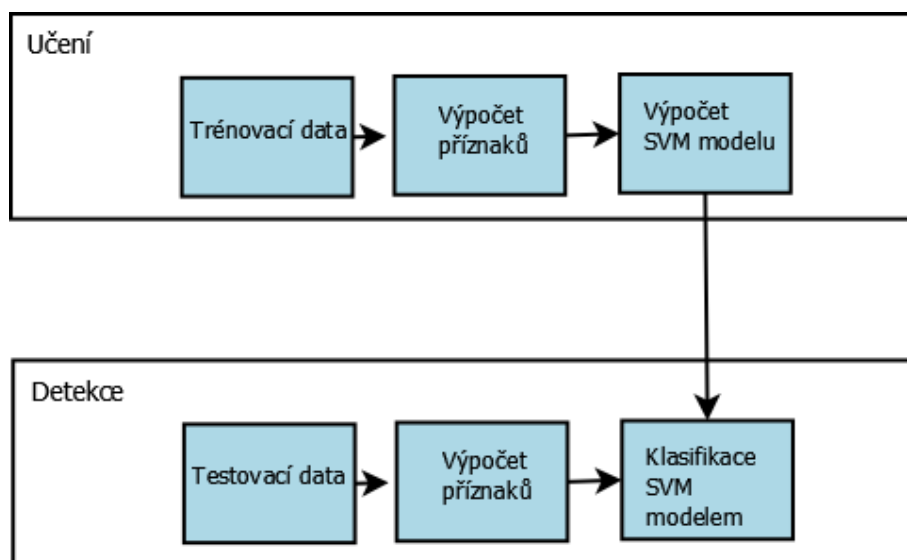 Učení
Trénovací data
Výpočet
příznaků
Výpočet
SVM modelu
Detekce
Testovací data
Výpočet
příznaků
Klasifikace
SVM
modelem